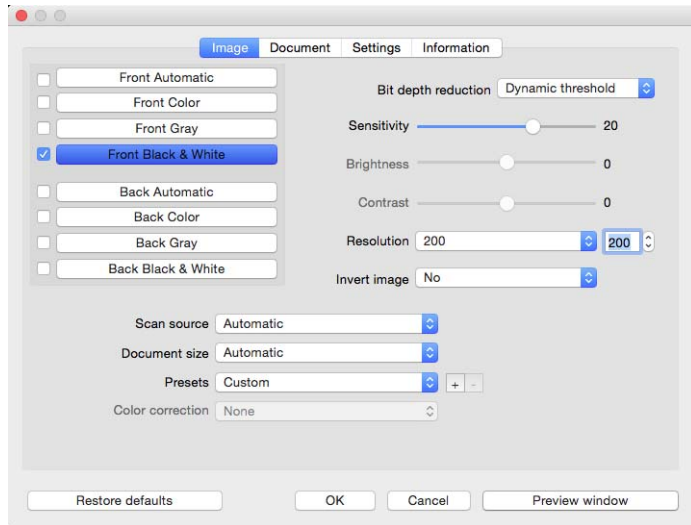 Image Document Settings Information
Front Automatic
Front Color
Front Gray
Front Black & White
Back Automatic
Back Color
Back Gray
Back Black & White
Bit depth reduction Dynamic threshold
Sensitivity 20
Brightness 0
Contrast 0
Resolution 200 200
Invert image No
Scan source Automatic
Document size Automatic
Presets Custom + -
Color correction None
Restore defaults OK Cancel Preview window